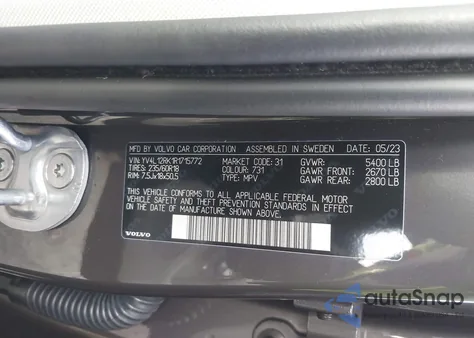 MFD BY VOLVO CAR CORPORATION ASSEMBLED IN SWEDEN DATE: 05/23
VIN: YV4L12RK1R1215772 MARKET CODE: 31 GVWR: 5400 LB
TIRES: 235/60R18 COLOUR: 731 GAWR FRONT: 2670 LB
RIM: 7.5Jx18x50.5 TYPE: MPV GAWR REAR: 2800 LB
THIS VEHICLE CONFORMS TO ALL APPLICABLE FEDERAL MOTOR
VEHICLE SAFETY AND THEFT PREVENTION STANDARDS IN EFFECT
ON THE DATE OF MANUFACTURE SHOWN ABOVE.
VOLVO
autoSnap